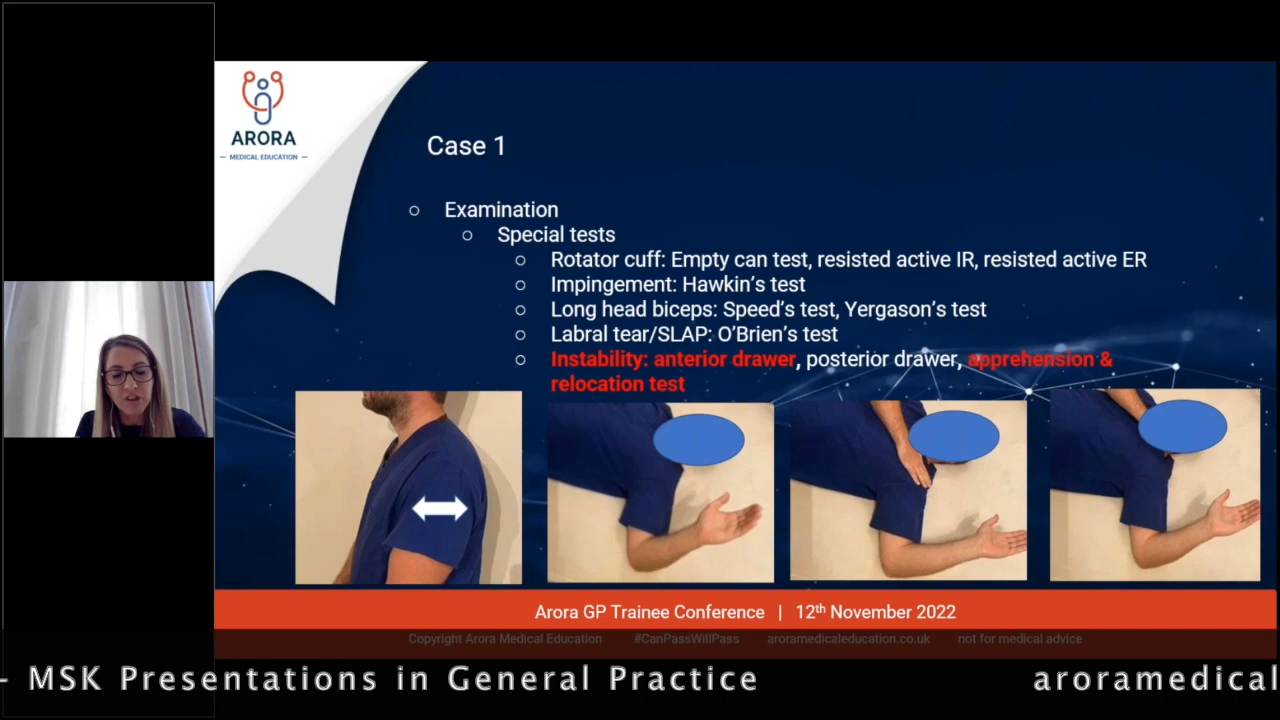 ARORA
MEDICAL EDUCATION
Case 1
Examination
Special tests
Rotator cuff: Empty can test, resisted active IR, resisted active ER
Impingement: Hawkin's test
Long head biceps: Speed's test, Yergason's test
Labral tear/SLAP: O'Brien's test
Instability: anterior drawer, posterior drawer, apprehension &
relocation test
Arora GP Trainee Conference | 12th November 2022
Copyright Arora Medical Education #CanPassWillPass aroramedicaleducation.co.uk not for medical advice
- MSK Presentations in General Practice aroramedical